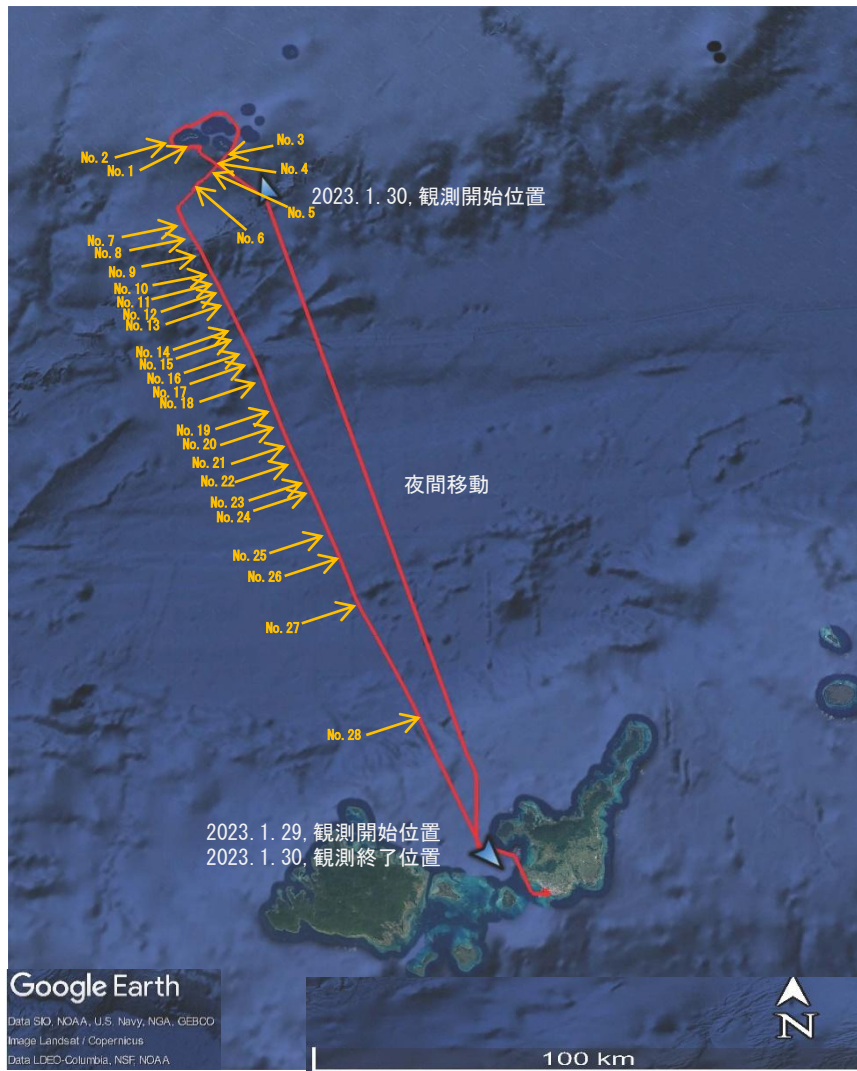 No. 3
No. 2
No. 1
No. 4
2023. 1. 30, 観測開始位置
No. 5
No. 6
No. 7
No. 8
No. 9
No. 10
No. 11
No. 12
No. 13
No. 14
No. 15
No. 16
No. 17
No. 18
No. 19
No. 20
No. 21
No. 22
夜間移動
No. 23
No. 24
No. 25
No. 26
No. 27
No. 28
2023. 1. 29, 観測開始位置
2023. 1. 30, 観測終了位置
Google Earth
Data SIO, NOAA, U.S. Navy, NGA, GEBCO
Image Landsat / Copernicus
Data LDEO-Columbia, NSF, NOAA
N
100 km